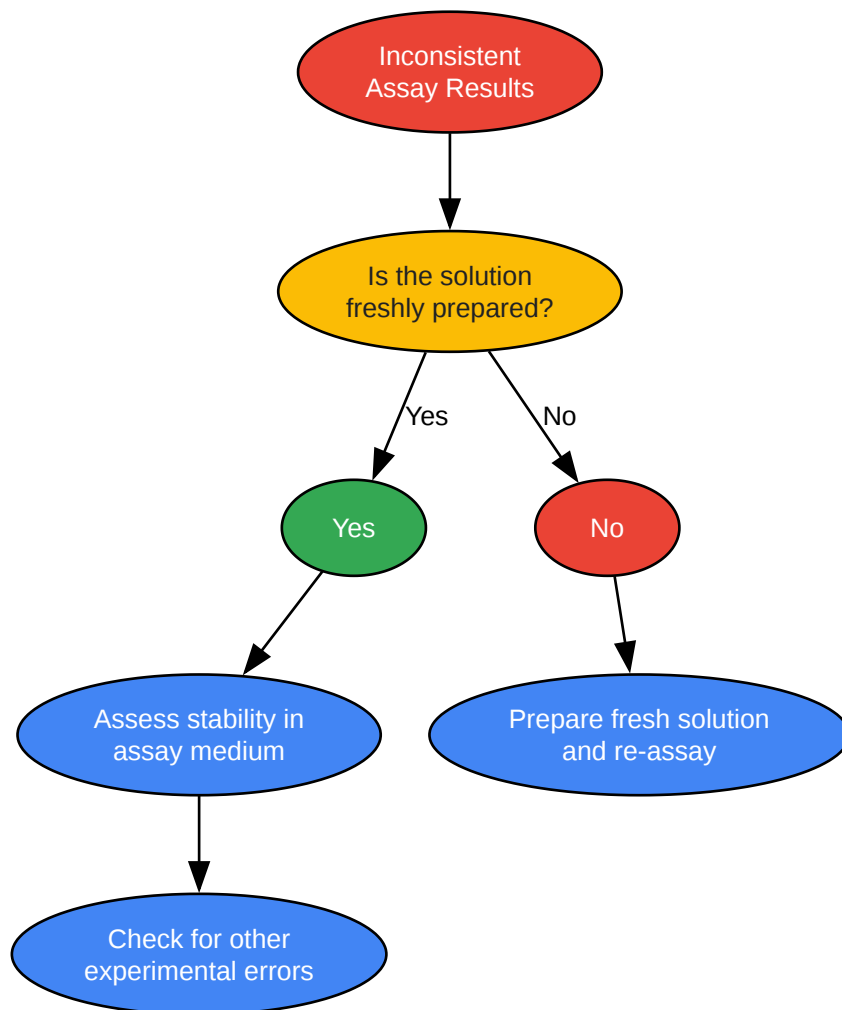 Inconsistent
Assay Results
Is the solution
freshly prepared?
Yes
No
Yes
No
Assess stability in
assay medium
Prepare fresh solution
and re-assay
Check for other
experimental errors